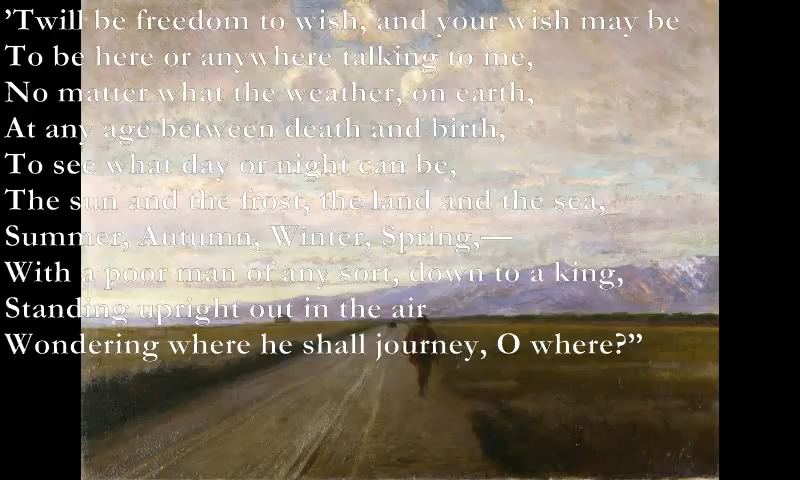 ’Twill be freedom to wish, and your wish may be
To be here or anywhere talking to me,
No matter what the weather, on earth,
At any age between death and birth,
To see what day or night can be,
The sun and the frost, the land and the sea,
Summer, Autumn, Winter, Spring,—
With a poor man of any sort, down to a king,
Standing upright out in the air
Wondering where he shall journey, O where?”